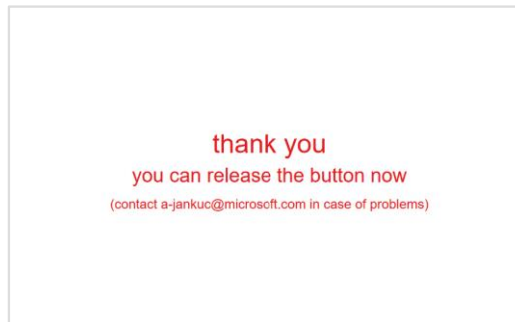 thank you
you can release the button now
(contact a-jankuc@microsoft.com in case of problems)